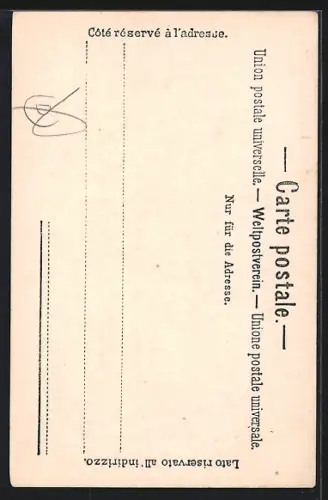 — Carte postale. —
Union postale universelle. — Weltpostverein. — Unione postale universale.
Nur für die Adresse.
Côté réservé à l'adresse.
Lato riservato all'indirizzo.